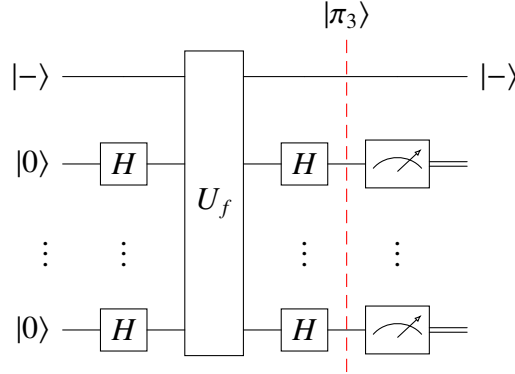 |π₃⟩
|−⟩ |−⟩
|0⟩ H H
U_f
⋮ ⋮ ⋮ ⋮
|0⟩ H H